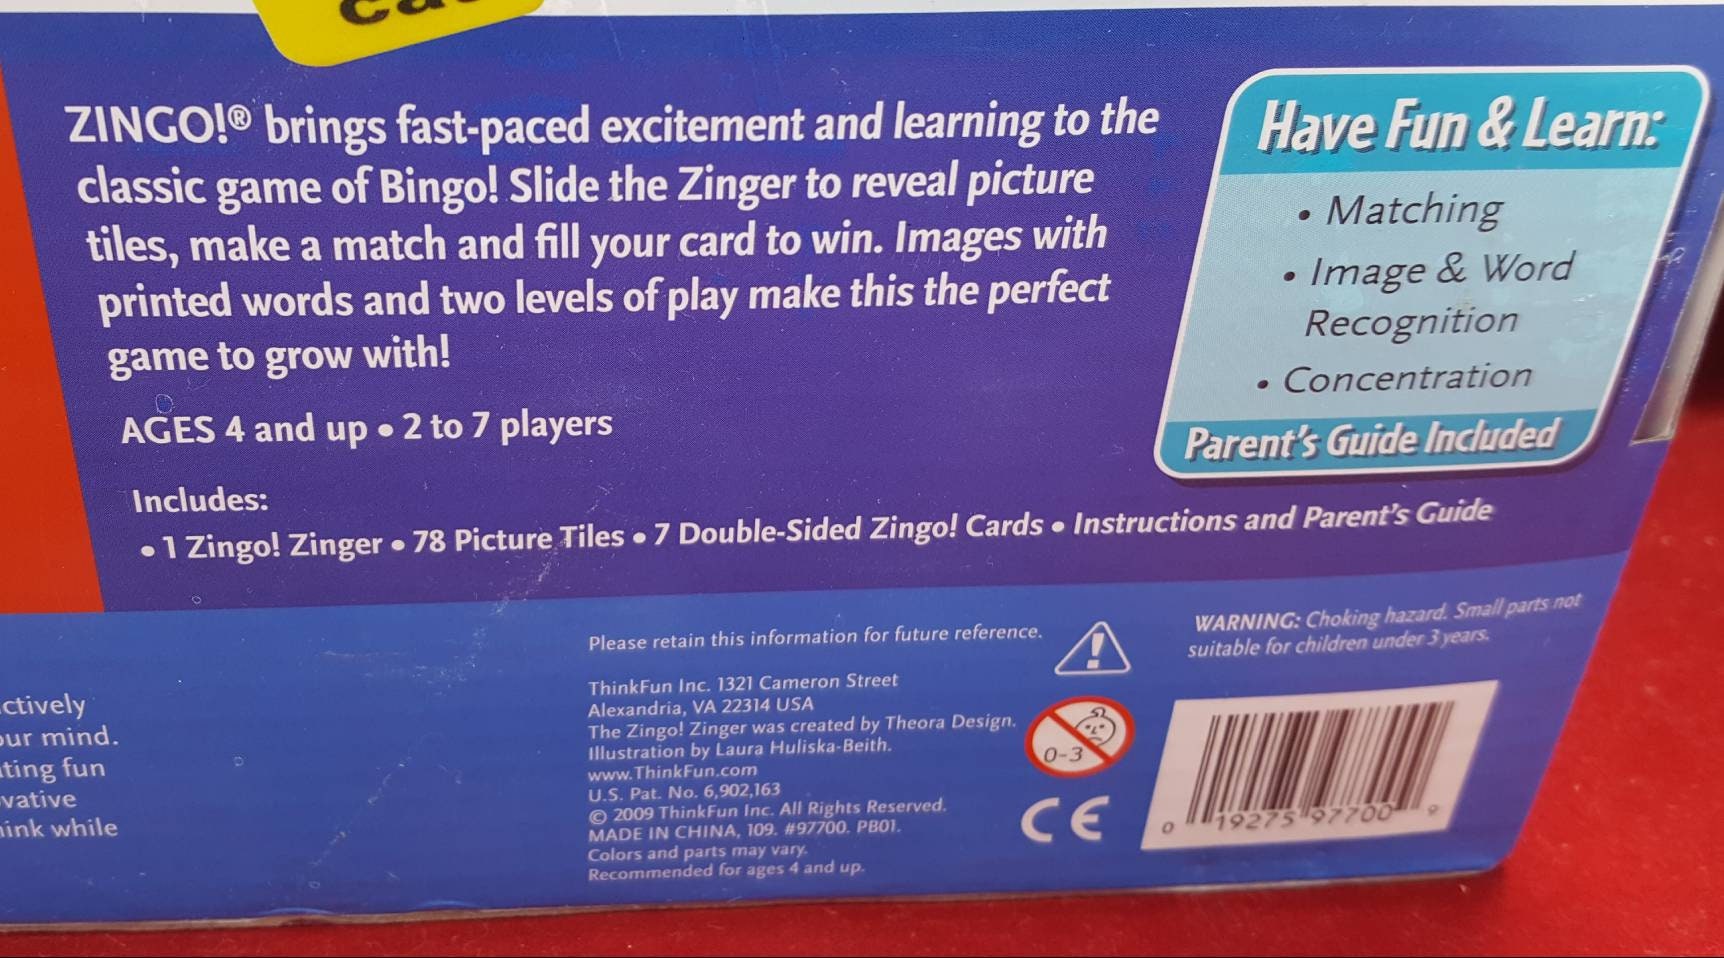 ZINGO!® brings fast-paced excitement and learning to the
classic game of Bingo! Slide the Zinger to reveal picture
tiles, make a match and fill your card to win. Images with
printed words and two levels of play make this the perfect
game to grow with!
AGES 4 and up • 2 to 7 players
Includes:
• 1 Zingo! Zinger • 78 Picture Tiles • 7 Double-Sided Zingo! Cards • Instructions and Parent's Guide
Have Fun & Learn:
• Matching
• Image & Word
Recognition
• Concentration
Parent's Guide Included
our mind.
fun
ink while
Please retain this information for future reference.
ThinkFun Inc. 1321 Cameron Street
Alexandria, VA 22314 USA
The Zingo! Zinger was created by Theora Design.
Illustration by Laura Huliska-Beith.
www.ThinkFun.com
U.S. Pat. No. 6,902,163
© 2009 ThinkFun Inc. All Rights Reserved.
MADE IN CHINA, 109. #97700. PB01.
Colors and parts may vary.
Recommended for ages 4 and up.
0-3
CE
WARNING: Choking hazard. Small parts not
suitable for children under 3 years.
0 19275 97700 9